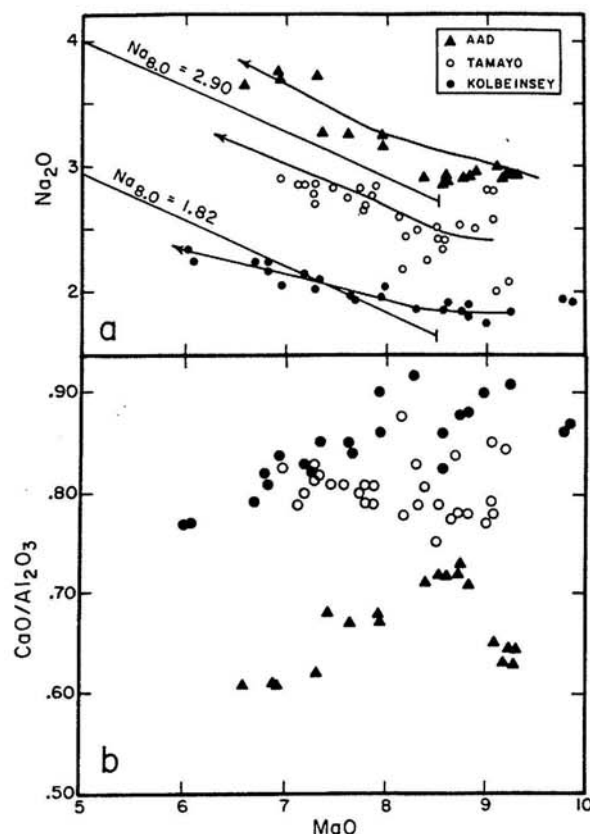 4
3
2
Na₂O
Na₈.₀ = 2.90
Na₈.₀ = 1.82
AAD
TAMAYO
KOLBEINSEY
a
.90
.80
.70
.60
.50
CaO/Al₂O₃
b
5
6
7
8
9
10
MgO